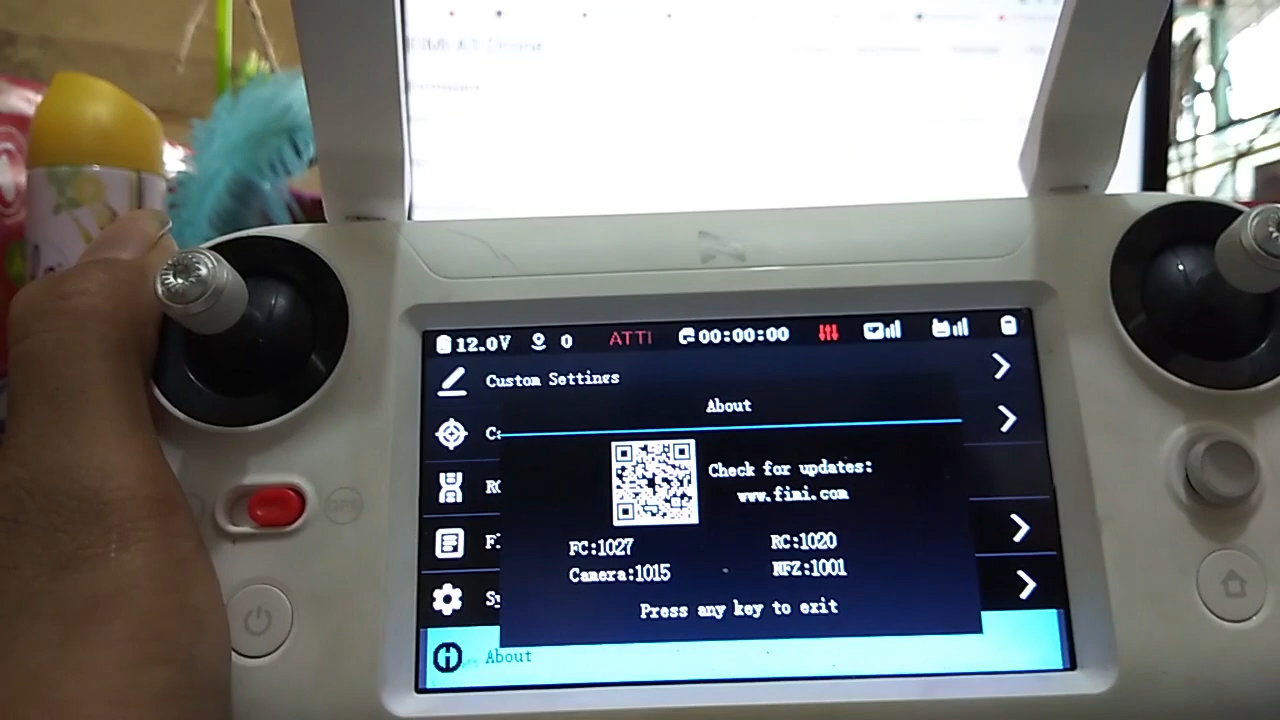 12.0V 0 ATTI 00:00:00
Custom Settings
About
Check for updates:
www.fimi.com
FC:1027 RC:1020
Camera:1015 NFZ:1001
Press any key to exit
About